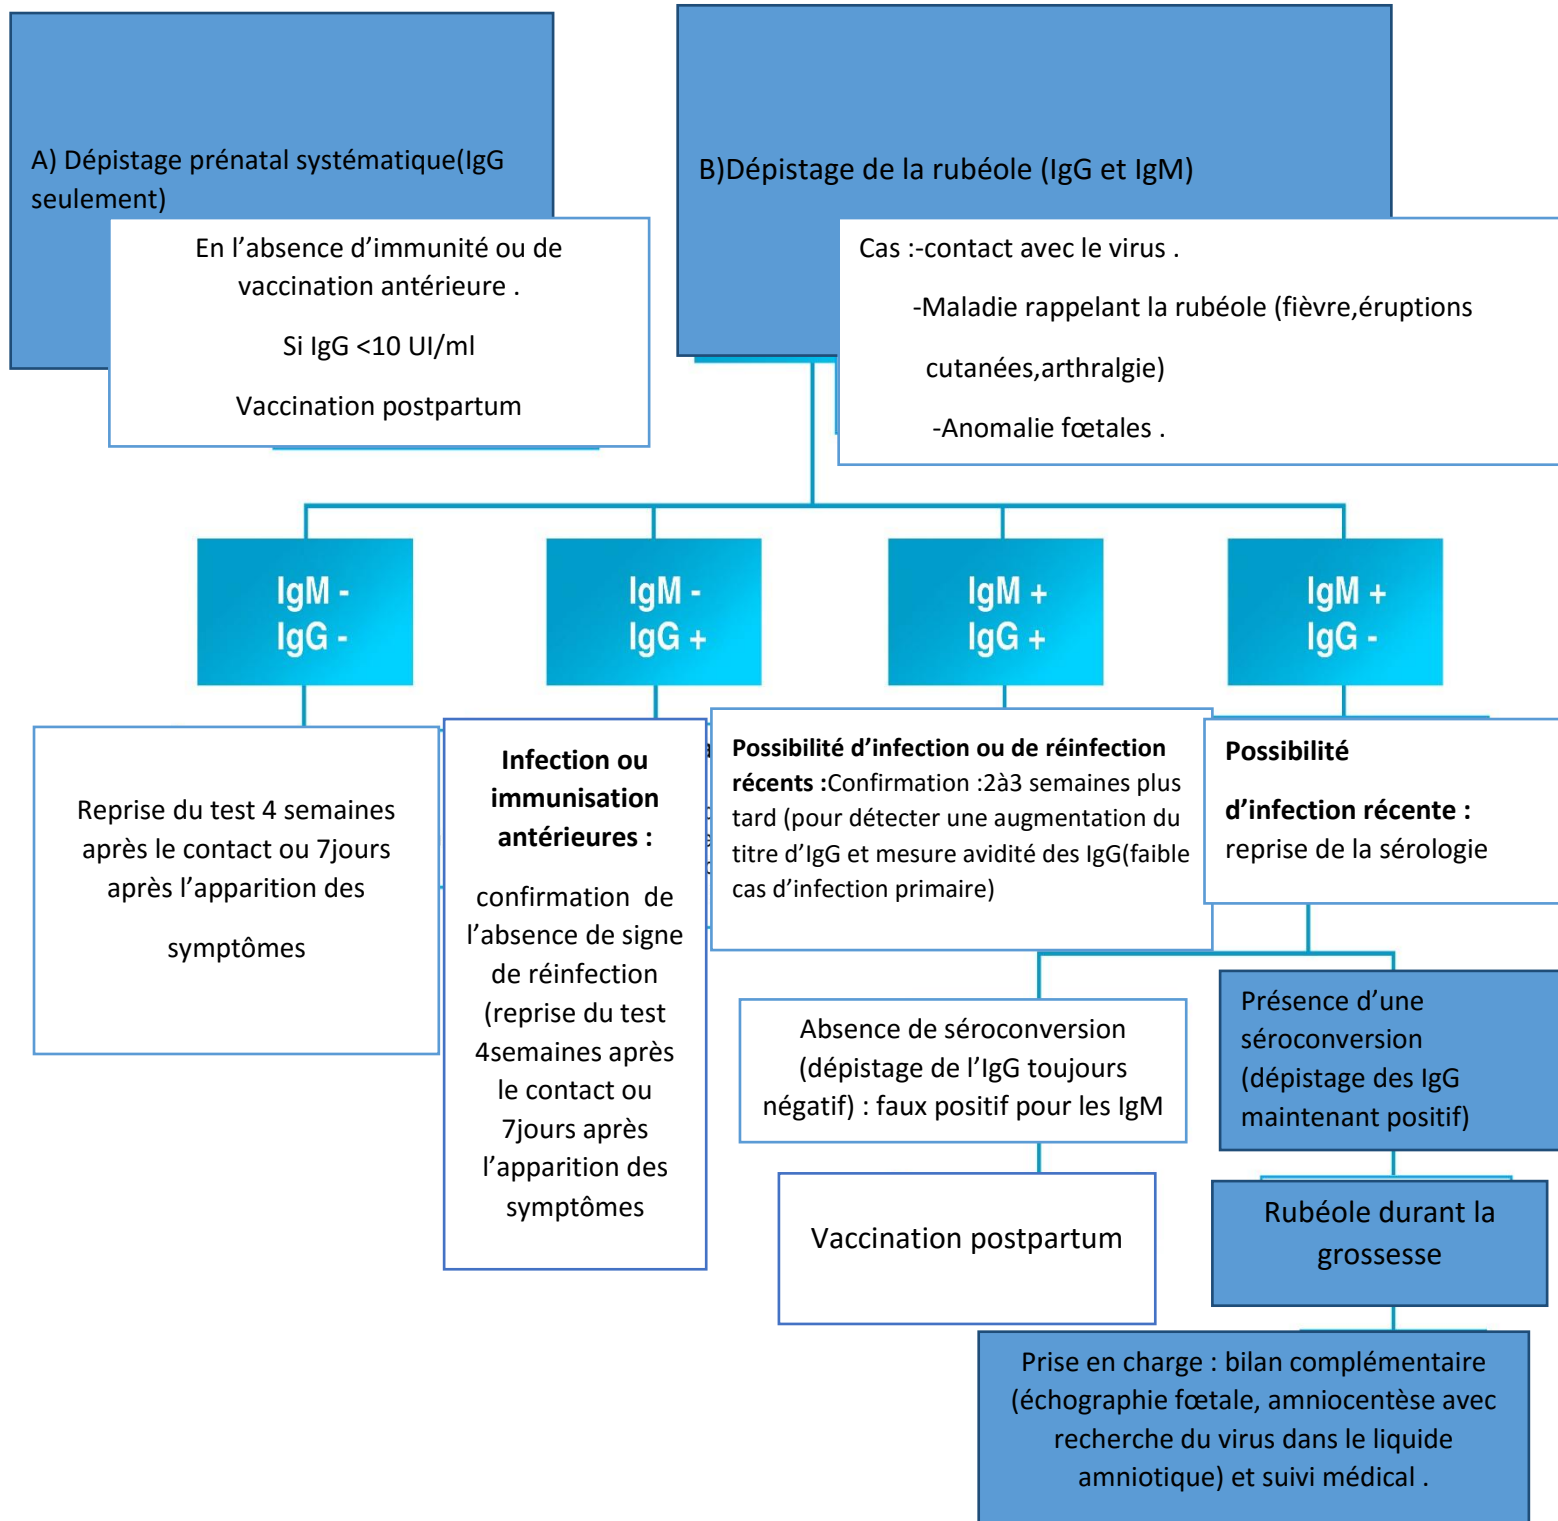 A) Dépistage prénatal systématique(IgG
seulement)
En l’absence d’immunité ou de
vaccination antérieure .
Si IgG <10 UI/ml
Vaccination postpartum
B)Dépistage de la rubéole (IgG et IgM)
Cas :-contact avec le virus .
-Maladie rappelant la rubéole (fièvre,éruptions
cutanées,arthralgie)
-Anomalie fœtales .
IgM -
IgG -
IgM -
IgG +
IgM +
IgG +
IgM +
IgG -
Reprise du test 4 semaines
après le contact ou 7jours
après l’apparition des
symptômes
Infection ou
immunisation
antérieures :
confirmation de
l’absence de signe
de réinfection
(reprise du test
4semaines après
le contact ou
7jours après
l’apparition des
symptômes
Possibilité d’infection ou de réinfection
récents :Confirmation :2à3 semaines plus
tard (pour détecter une augmentation du
titre d’IgG et mesure avidité des IgG(faible
cas d’infection primaire)
Possibilité
d’infection récente :
reprise de la sérologie
Absence de séroconversion
(dépistage de l’IgG toujours
négatif) : faux positif pour les IgM
Vaccination postpartum
Présence d’une
séroconversion
(dépistage des IgG
maintenant positif)
Rubéole durant la
grossesse
Prise en charge : bilan complémentaire
(échographie fœtale, amniocentèse avec
recherche du virus dans le liquide
amniotique) et suivi médical .